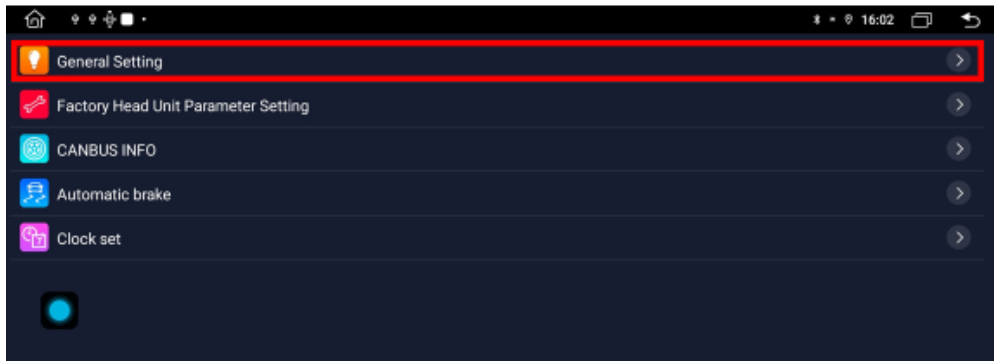 16:02
General Setting
Factory Head Unit Parameter Setting
CANBUS INFO
Automatic brake
Clock set